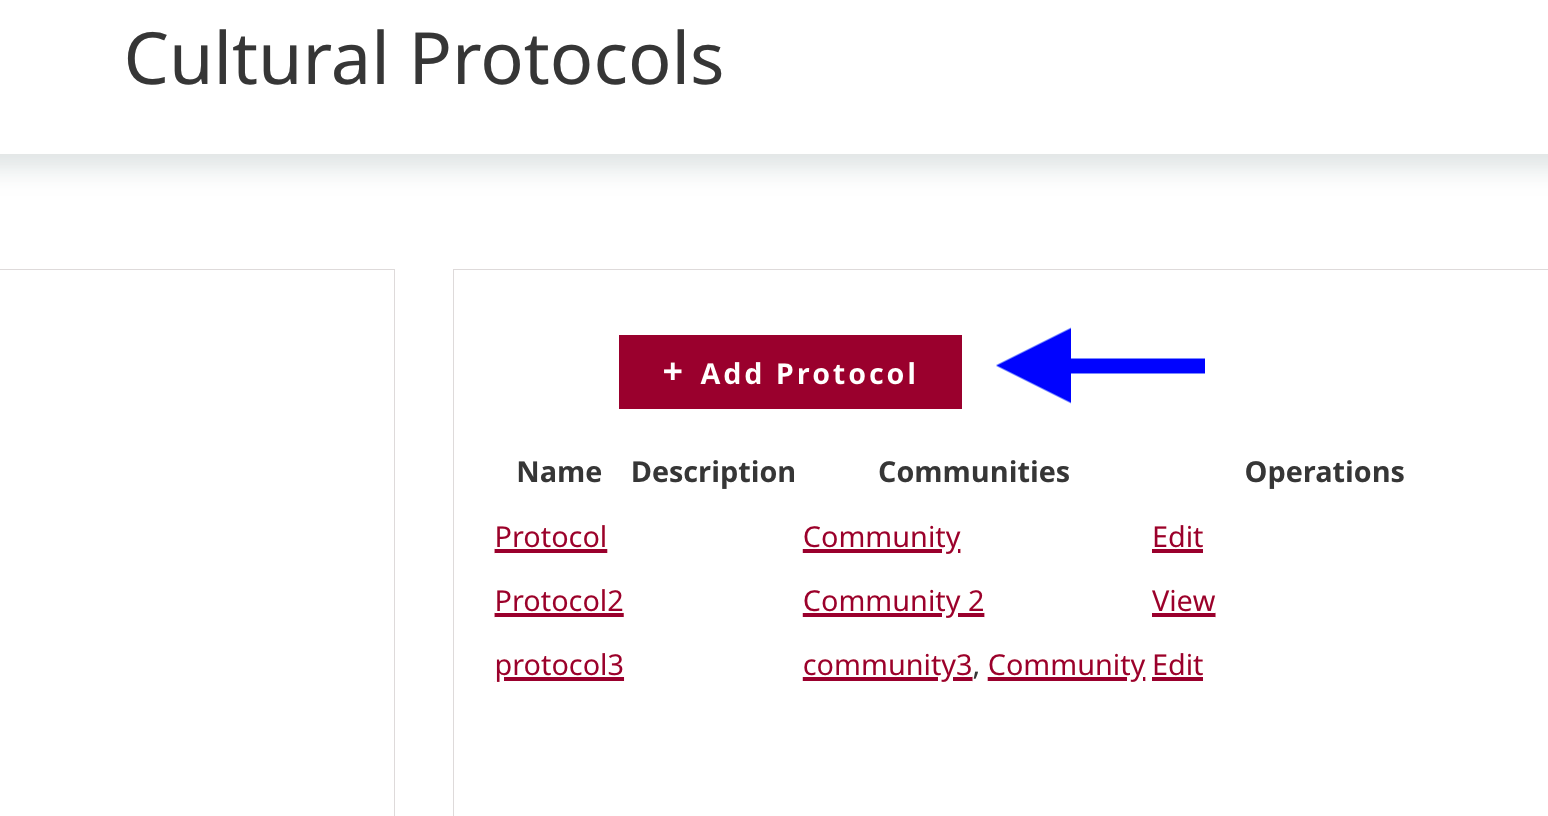 Cultural Protocols
+ Add Protocol
Name Description Communities Operations
Protocol Community Edit
Protocol2 Community 2 View
protocol3 community3, Community Edit